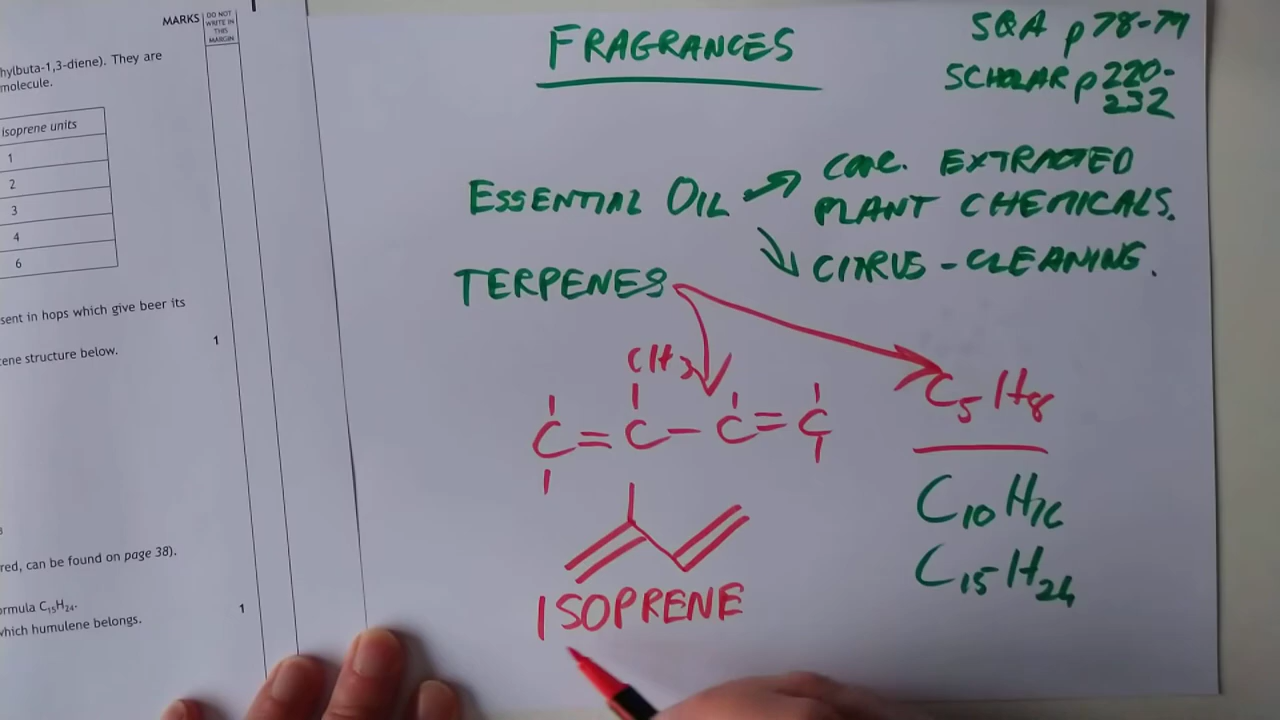 MARKS
DO NOT
WRITE IN
THIS
MARGIN
hylbuta-1,3-diene). They are
molecule.
isoprene units
1
2
3
4
6
sent in hops which give beer its
1
ene structure below.
red, can be found on page 38).
ormula C₁₅H₂₄.
1
which humulene belongs.
FRAGRANCES
SQA p78-79
SCHOLAR p220-
232
ESSENTIAL OIL → conc. EXTRACTED
PLANT CHEMICALS.
↘ CITRUS - CLEANING.
TERPENES
CH₃
C = C - C = C
C₅H₈
C₁₀H₁₆
C₁₅H₂₄
ISOPRENE